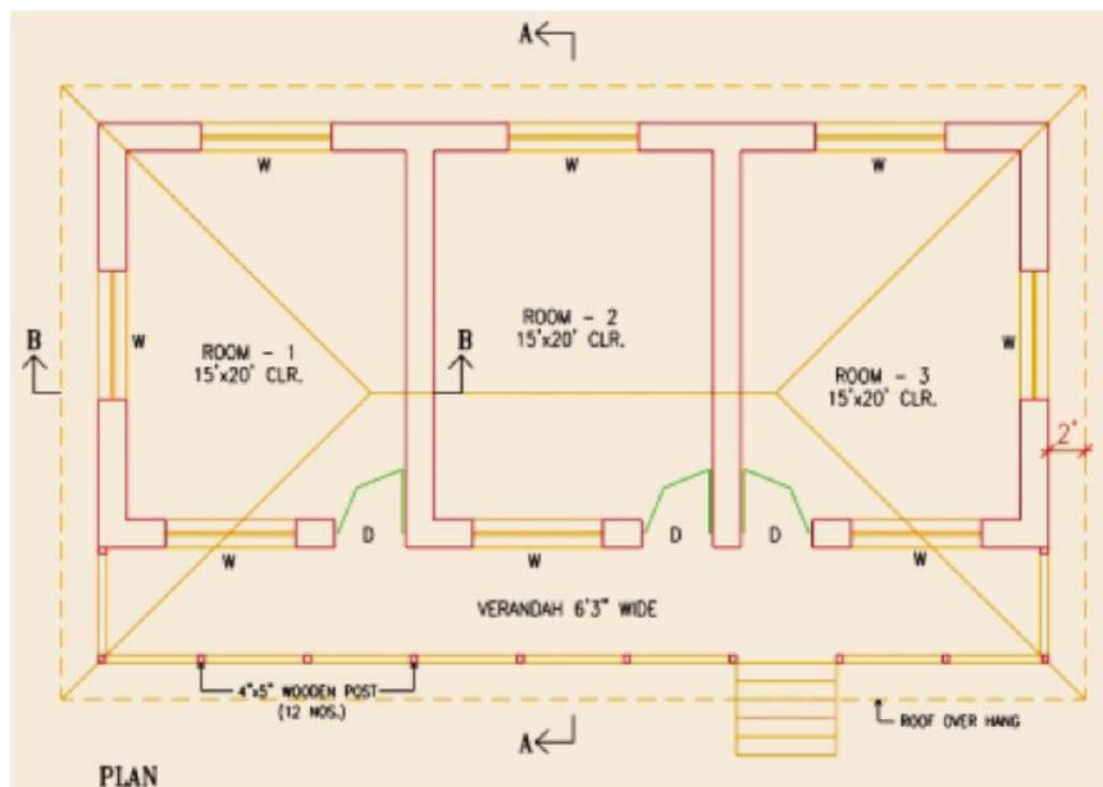 A
W
W
W
B
W
ROOM - 1
15'x20' CLR.
B
ROOM - 2
15'x20' CLR.
W
ROOM - 3
15'x20' CLR.
2'
D
D
D
W
W
W
VERANDAH 6'3" WIDE
4"x5" WOODEN POST
(12 NOS.)
ROOF OVER HANG
A
PLAN